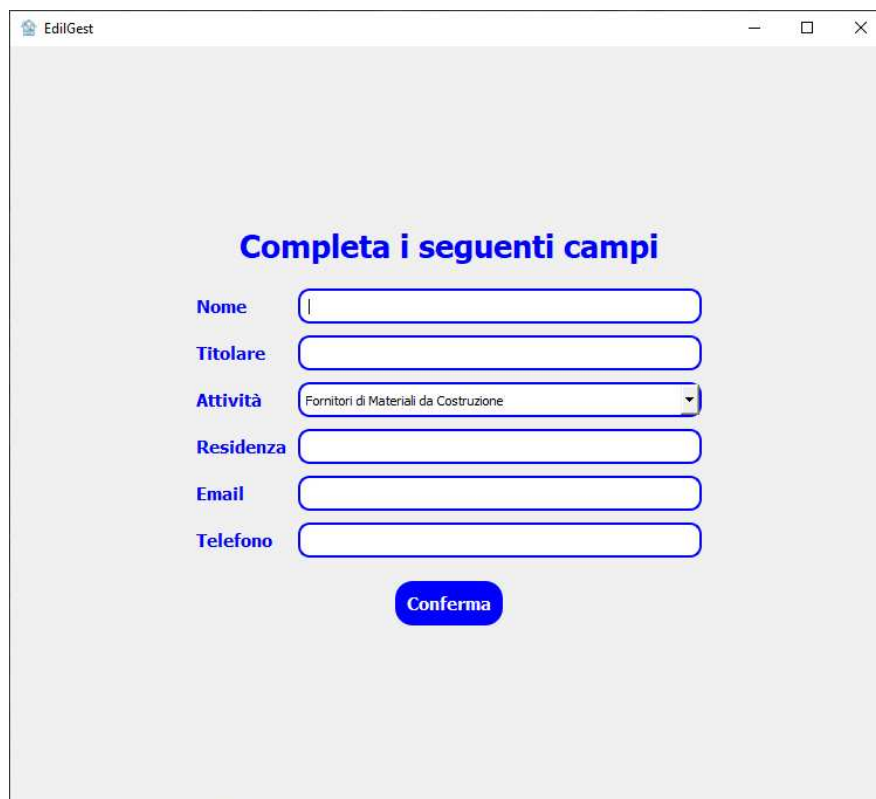 EdilGest
Completa i seguenti campi
Nome
Titolare
Attività
Fornitori di Materiali da Costruzione
Residenza
Email
Telefono
Conferma